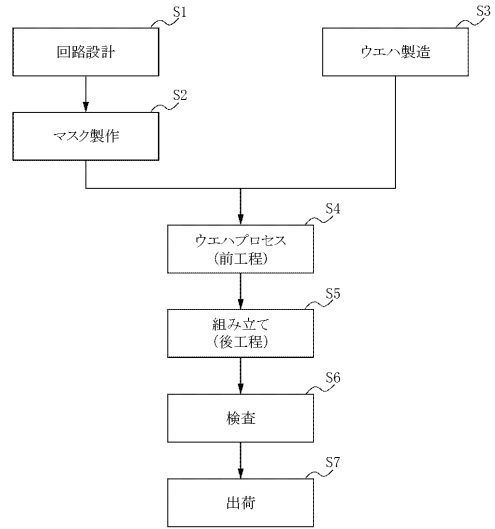 S1
回路設計
S3
ウエハ製造
S2
マスク製作
S4
ウエハプロセス
(前工程)
S5
組み立て
(後工程)
S6
検査
S7
出荷